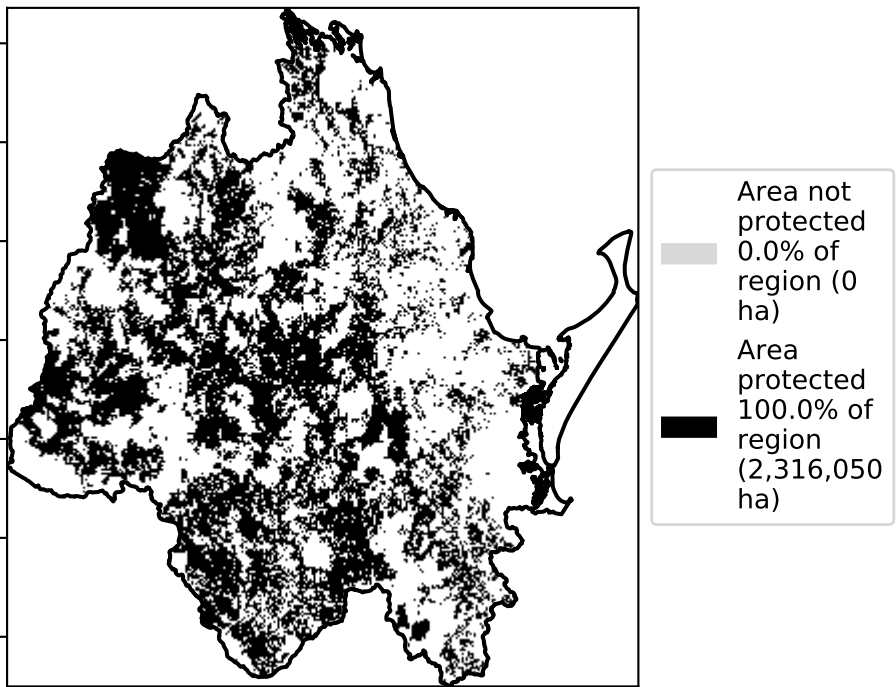 Area not
protected
0.0% of
region (0
ha)
Area
protected
100.0% of
region
(2,316,050
ha)